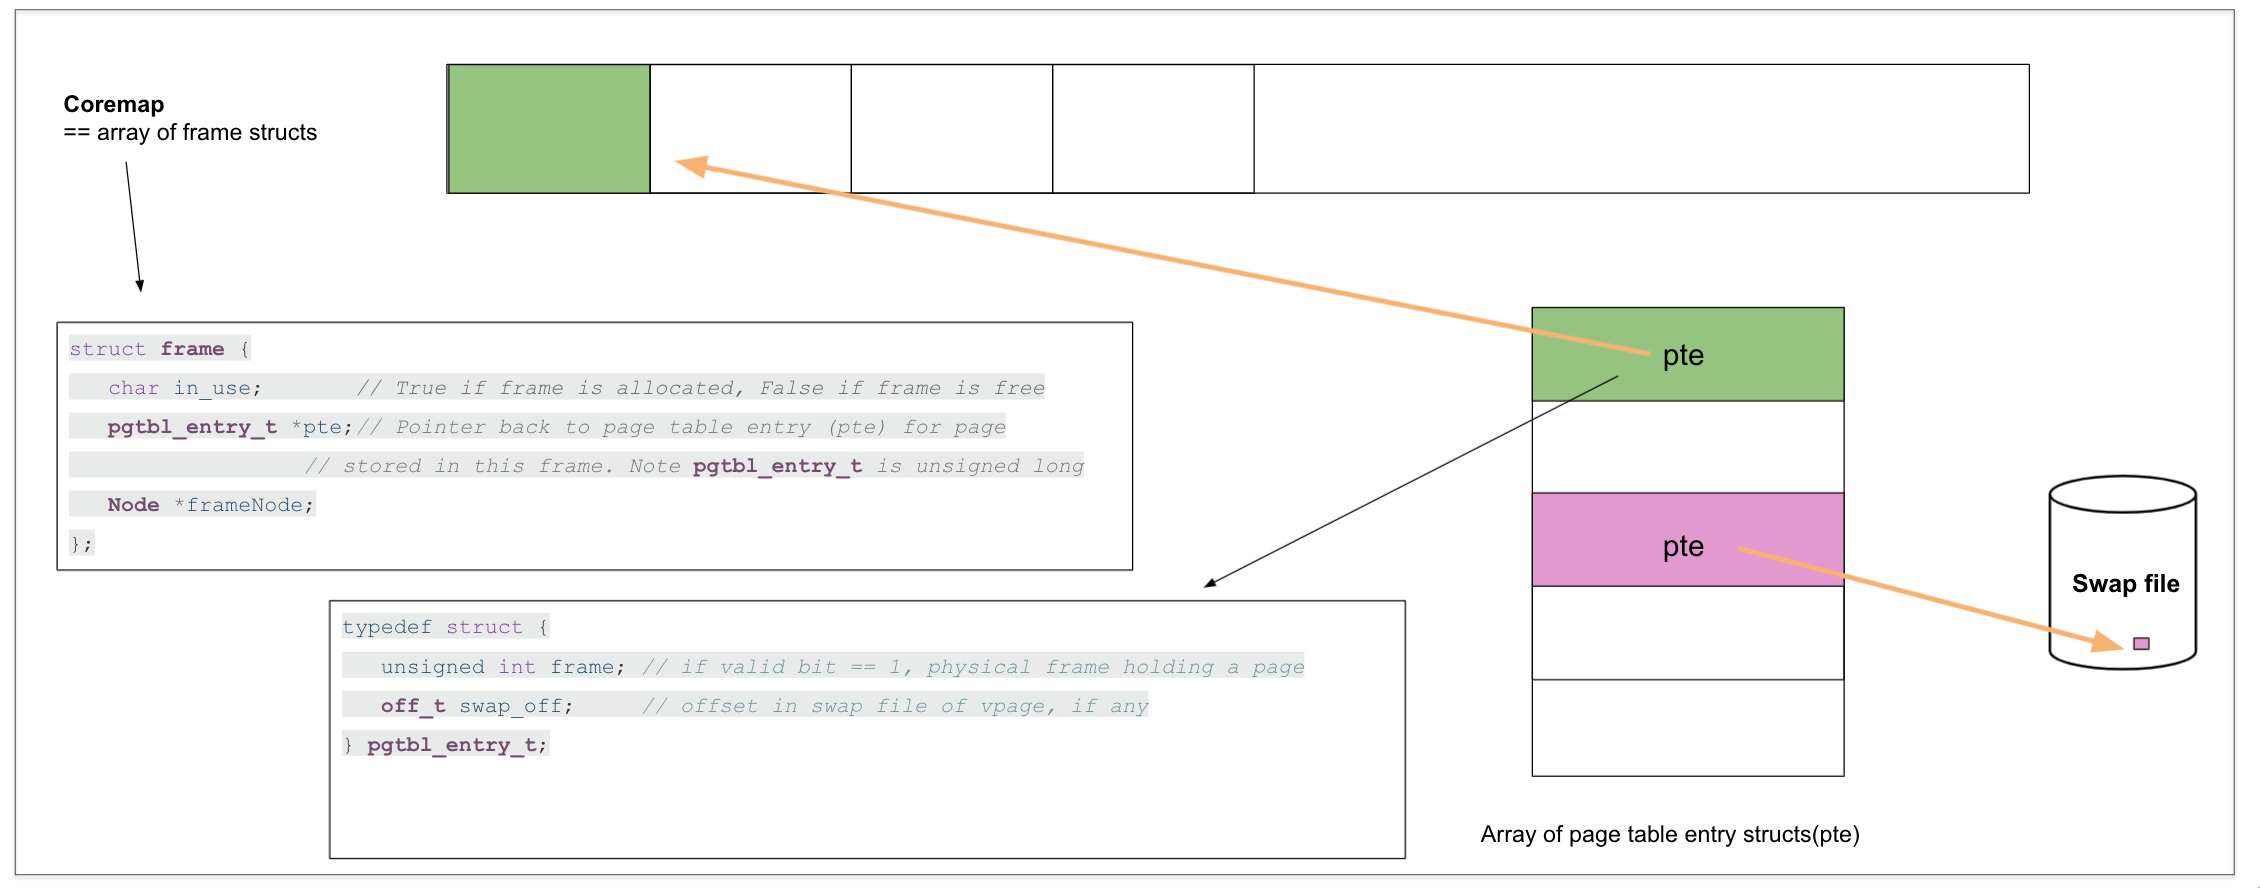 Coremap
== array of frame structs
struct frame {
char in_use; // True if frame is allocated, False if frame is free
pgtbl_entry_t *pte;// Pointer back to page table entry (pte) for page
// stored in this frame. Note pgtbl_entry_t is unsigned long
Node *frameNode;
};
typedef struct {
unsigned int frame; // if valid bit == 1, physical frame holding a page
off_t swap_off; // offset in swap file of vpage, if any
} pgtbl_entry_t;
pte
pte
Array of page table entry structs(pte)
Swap file